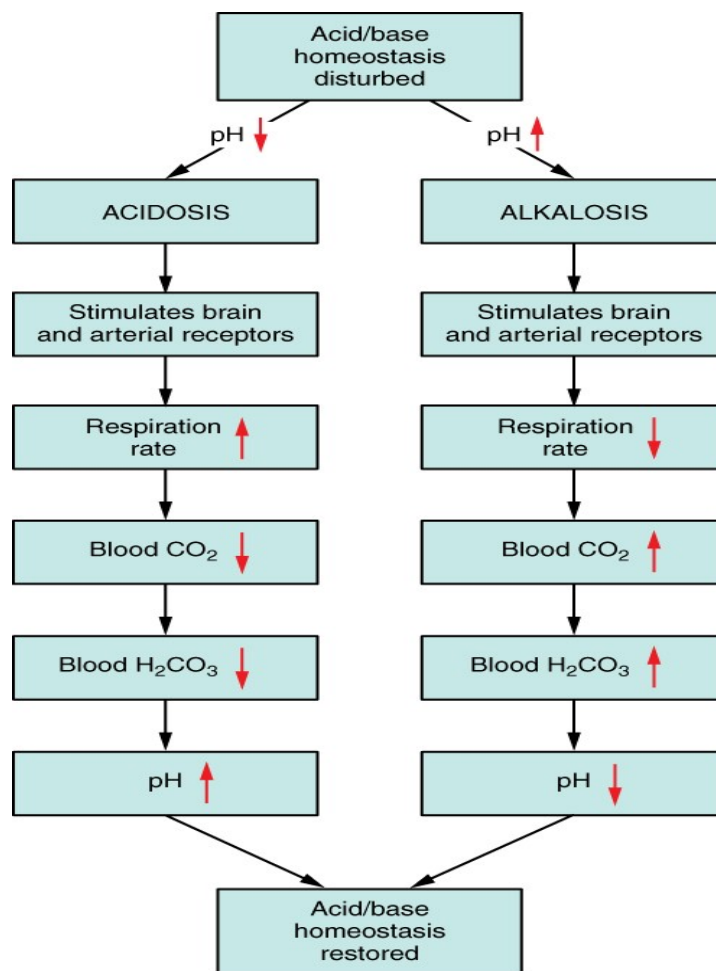 Acid/base
homeostasis
disturbed
pH
pH
ACIDOSIS
Stimulates brain
and arterial receptors
Respiration
rate
Blood CO₂
Blood H₂CO₃
pH
ALKALOSIS
Stimulates brain
and arterial receptors
Respiration
rate
Blood CO₂
Blood H₂CO₃
pH
Acid/base
homeostasis
restored